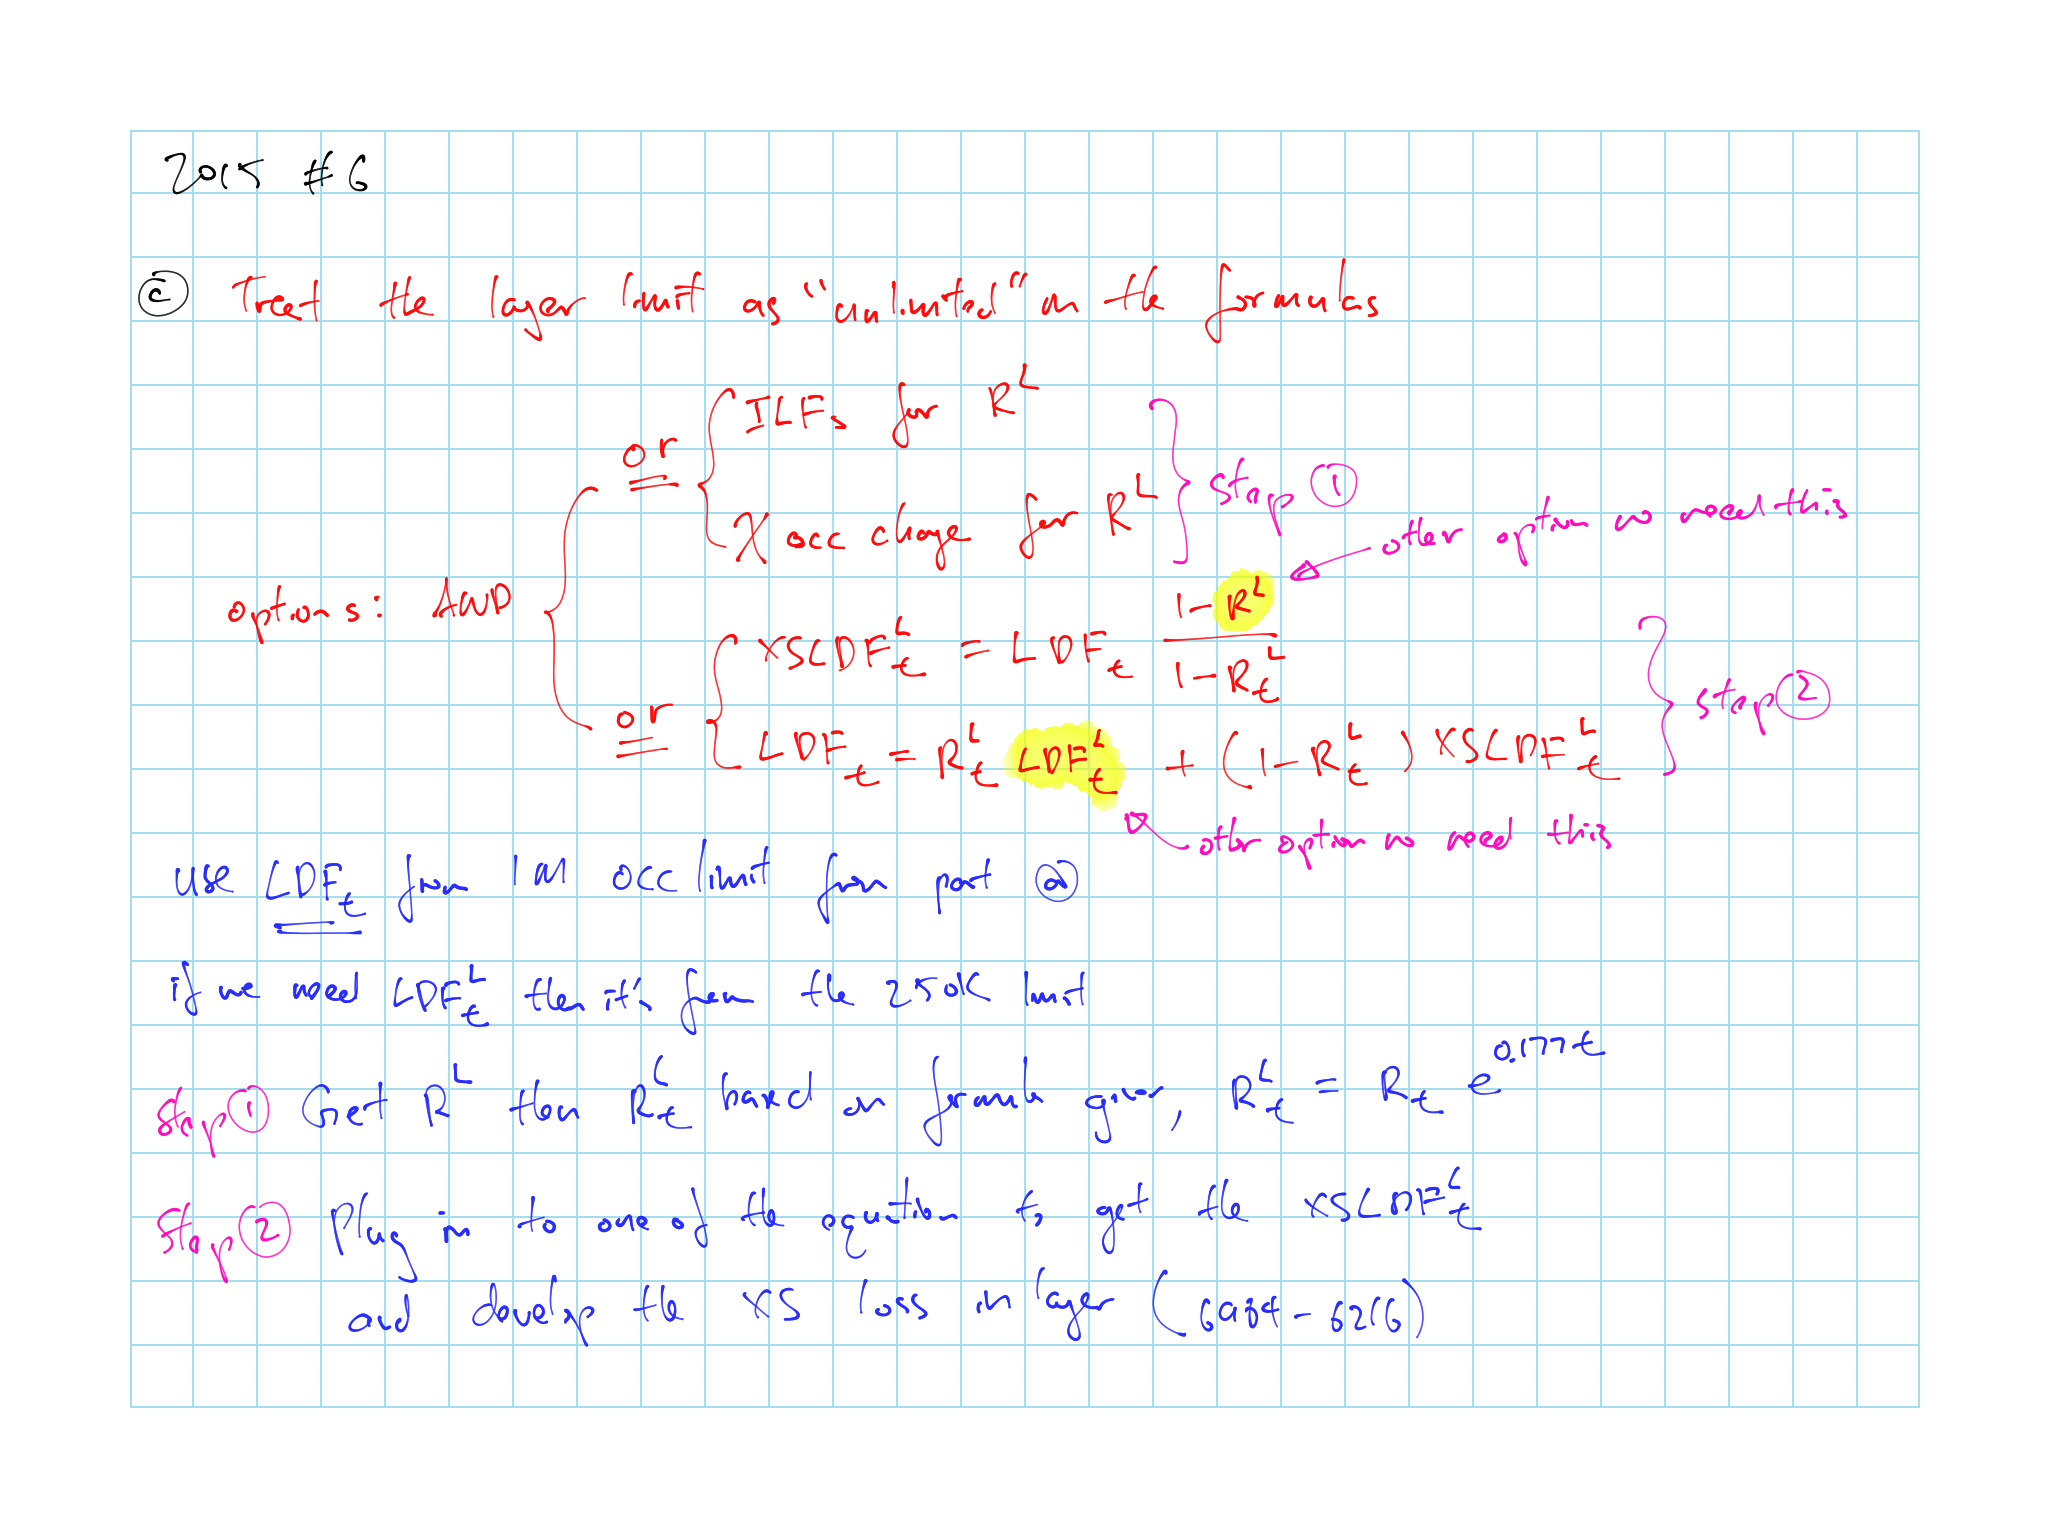 2015 #6
ⓒ Treat the layer limit as "unlimited" in the formulas
or { ILFs for R^L
χ occ charge for R^L } step ①
other option no need this
options: AND
XSLDF_t^L = LDF_t (1-R^L)/(1-R_t^L)
or { LDF_t = R_t^L LDF_t^L + (1-R_t^L) XSLDF_t^L } step ②
other option no need this
use LDF_t from 1M occ limit from part ⓐ
if we need LDF_t^L then it's from the 250K limit
step ① Get R^L then R_t^L based on formula given, R_t^L = R_t e^0.177t
step ② Plug in to one of the equation to get the XSLDF_t^L
and develop the XS loss in layer (6984-6216)